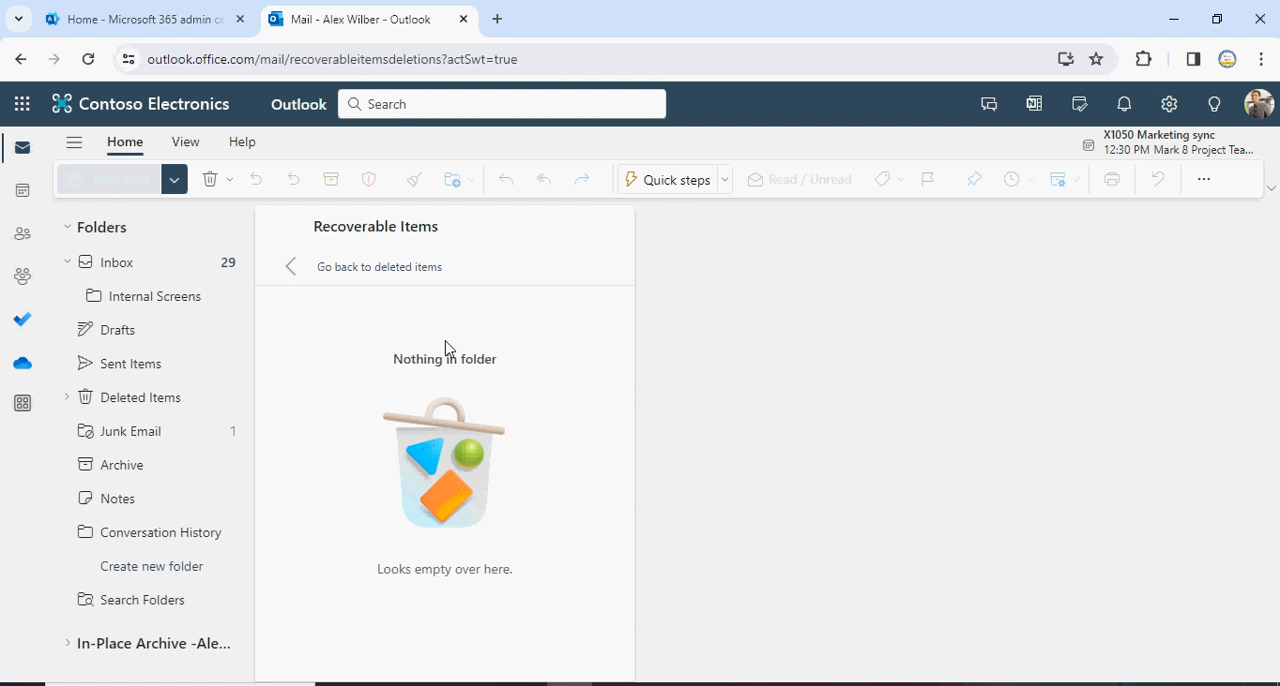 Home - Microsoft 365 admin ce
Mail - Alex Wilber - Outlook
outlook.office.com/mail/recoverableitemsdeletions?actSwt=true
Contoso Electronics
Outlook
Search
Home
View
Help
X1050 Marketing sync
12:30 PM Mark 8 Project Tea...
Quick steps
Read / Unread
Folders
Inbox 29
Internal Screens
Drafts
Sent Items
Deleted Items
Junk Email 1
Archive
Notes
Conversation History
Create new folder
Search Folders
In-Place Archive -Ale...
Recoverable Items
Go back to deleted items
Nothing in folder
Looks empty over here.